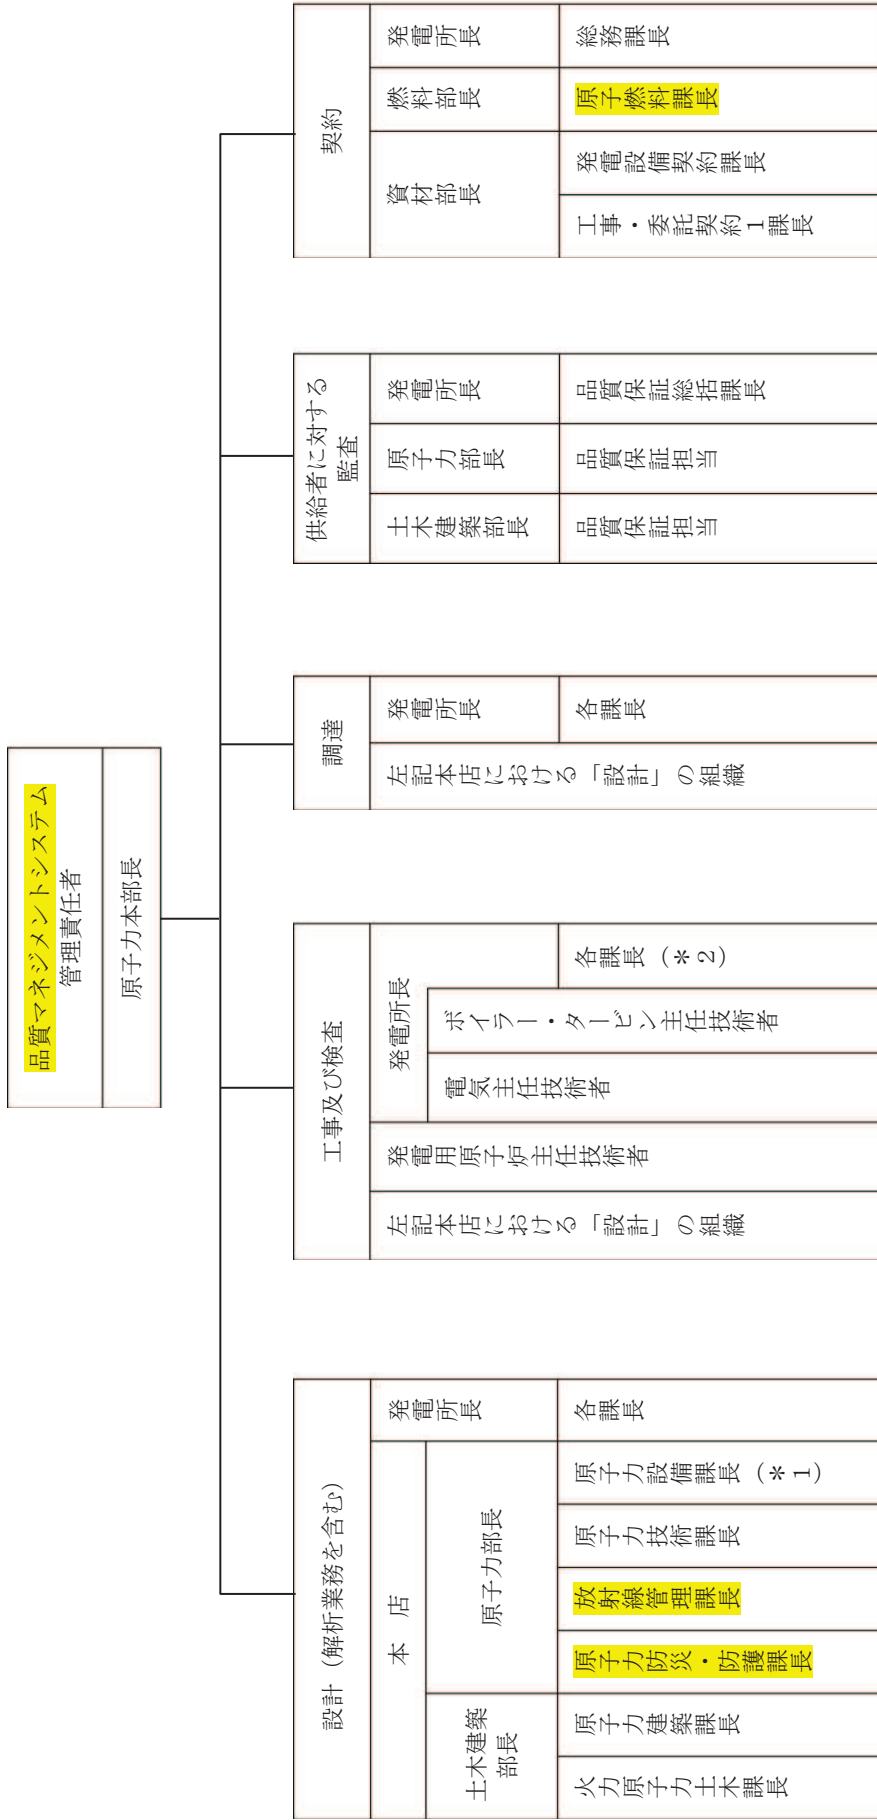 品質マネジメントシステム
管理責任者
原子力本部長
設計（解析業務を含む）
本 店
土木建築
部長
火力原子力土木課長
原子力建築課長
原子力部長
原子力防災・防護課長
放射線管理課長
原子力技術課長
原子力設備課長（＊1）
発電所長
各課長
工事及び検査
左記本店における「設計」の組織
発電用原子炉主任技術者
発電所長
電気主任技術者
ボイラー・タービン主任技術者
各課長（＊2）
調達
左記本店における「設計」の組織
発電所長
各課長
供給者に対する
監査
土木建築部長
品質保証担当
原子力部長
品質保証担当
発電所長
品質保証総括課長
契約
資材部長
工事・委託契約1課長
発電設備契約課長
燃料部長
原子燃料課長
発電所長
総務課長